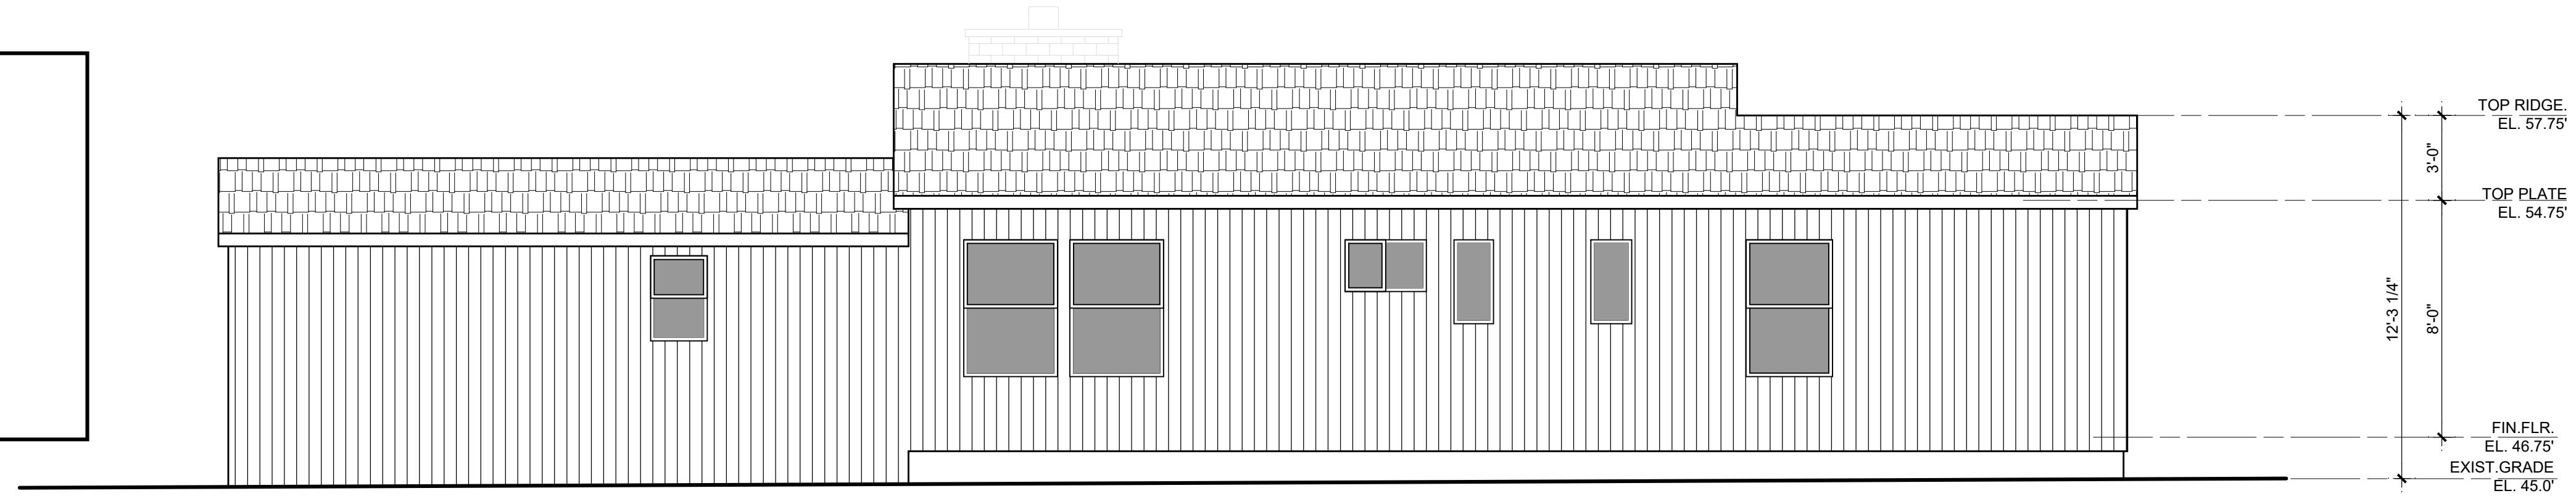 TOP RIDGE.
EL. 57.75'
3'-0"
TOP PLATE
EL. 54.75'
12'-3 1/4"
8'-0"
FIN.FLR.
EL. 46.75'
EXIST.GRADE
EL. 45.0'